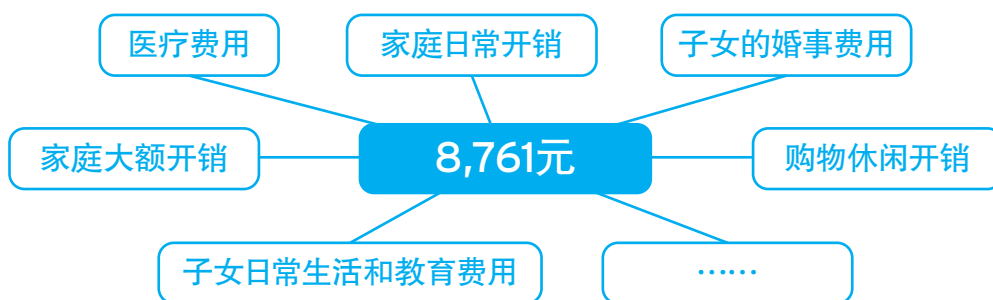 医疗费用
家庭日常开销
子女的婚事费用
家庭大额开销
8,761元
购物休闲开销
子女日常生活和教育费用
……